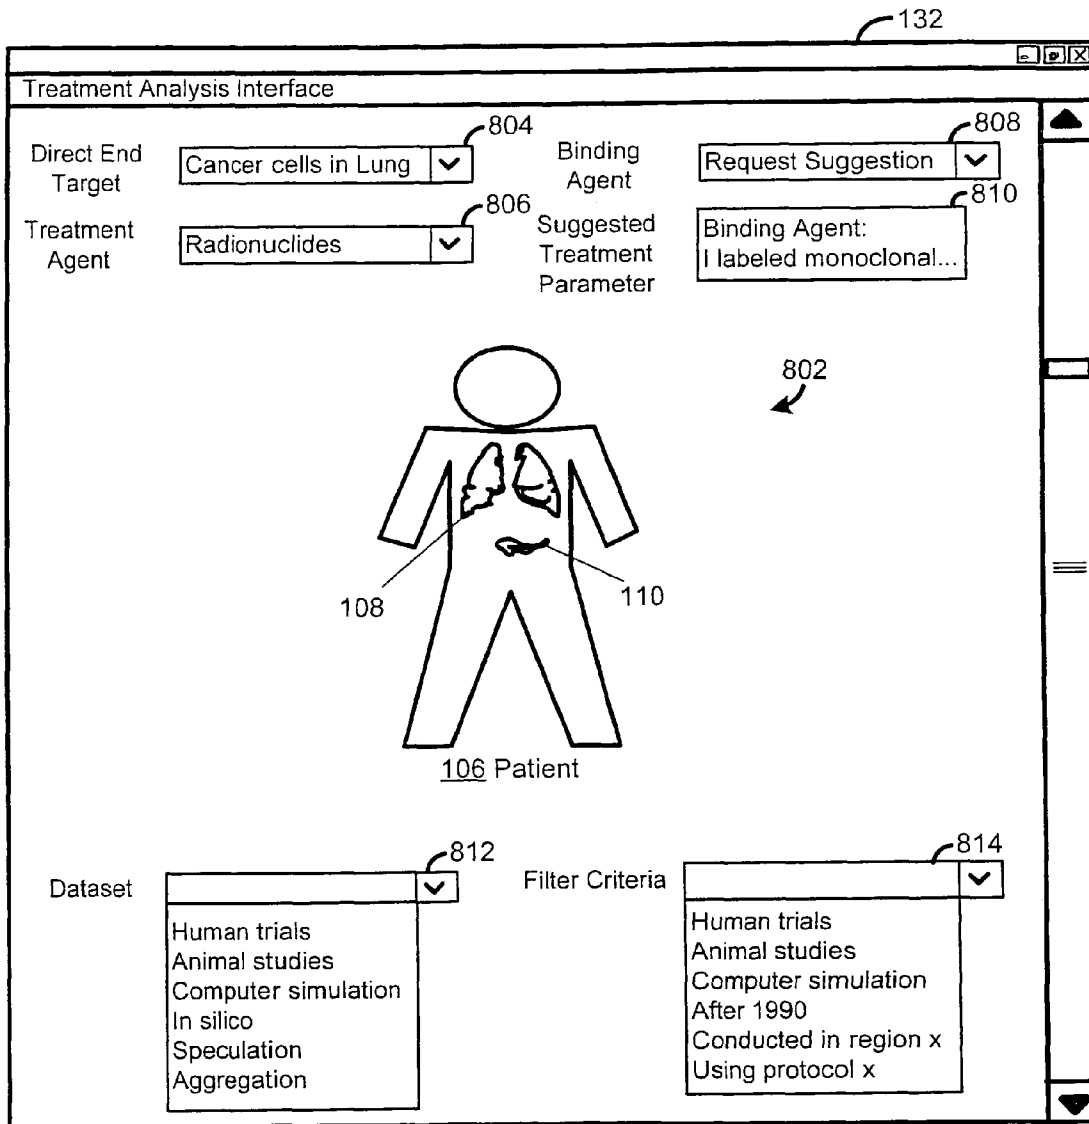 132
Treatment Analysis Interface
Direct End Target
804
Cancer cells in Lung
Binding Agent
808
Request Suggestion
Treatment Agent
806
Radionuclides
Suggested Treatment Parameter
810
Binding Agent:
I labeled monoclonal...
802
108
110
106 Patient
Dataset
812
Human trials
Animal studies
Computer simulation
In silico
Speculation
Aggregation
Filter Criteria
814
Human trials
Animal studies
Computer simulation
After 1990
Conducted in region x
Using protocol x